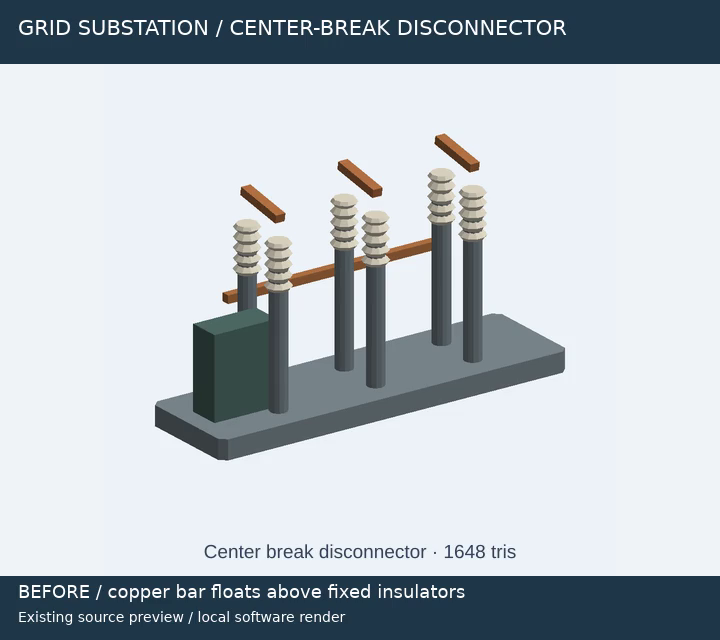 GRID SUBSTATION / CENTER-BREAK DISCONNECTOR
Center break disconnector · 1648 tris
BEFORE / copper bar floats above fixed insulators
Existing source preview / local software render